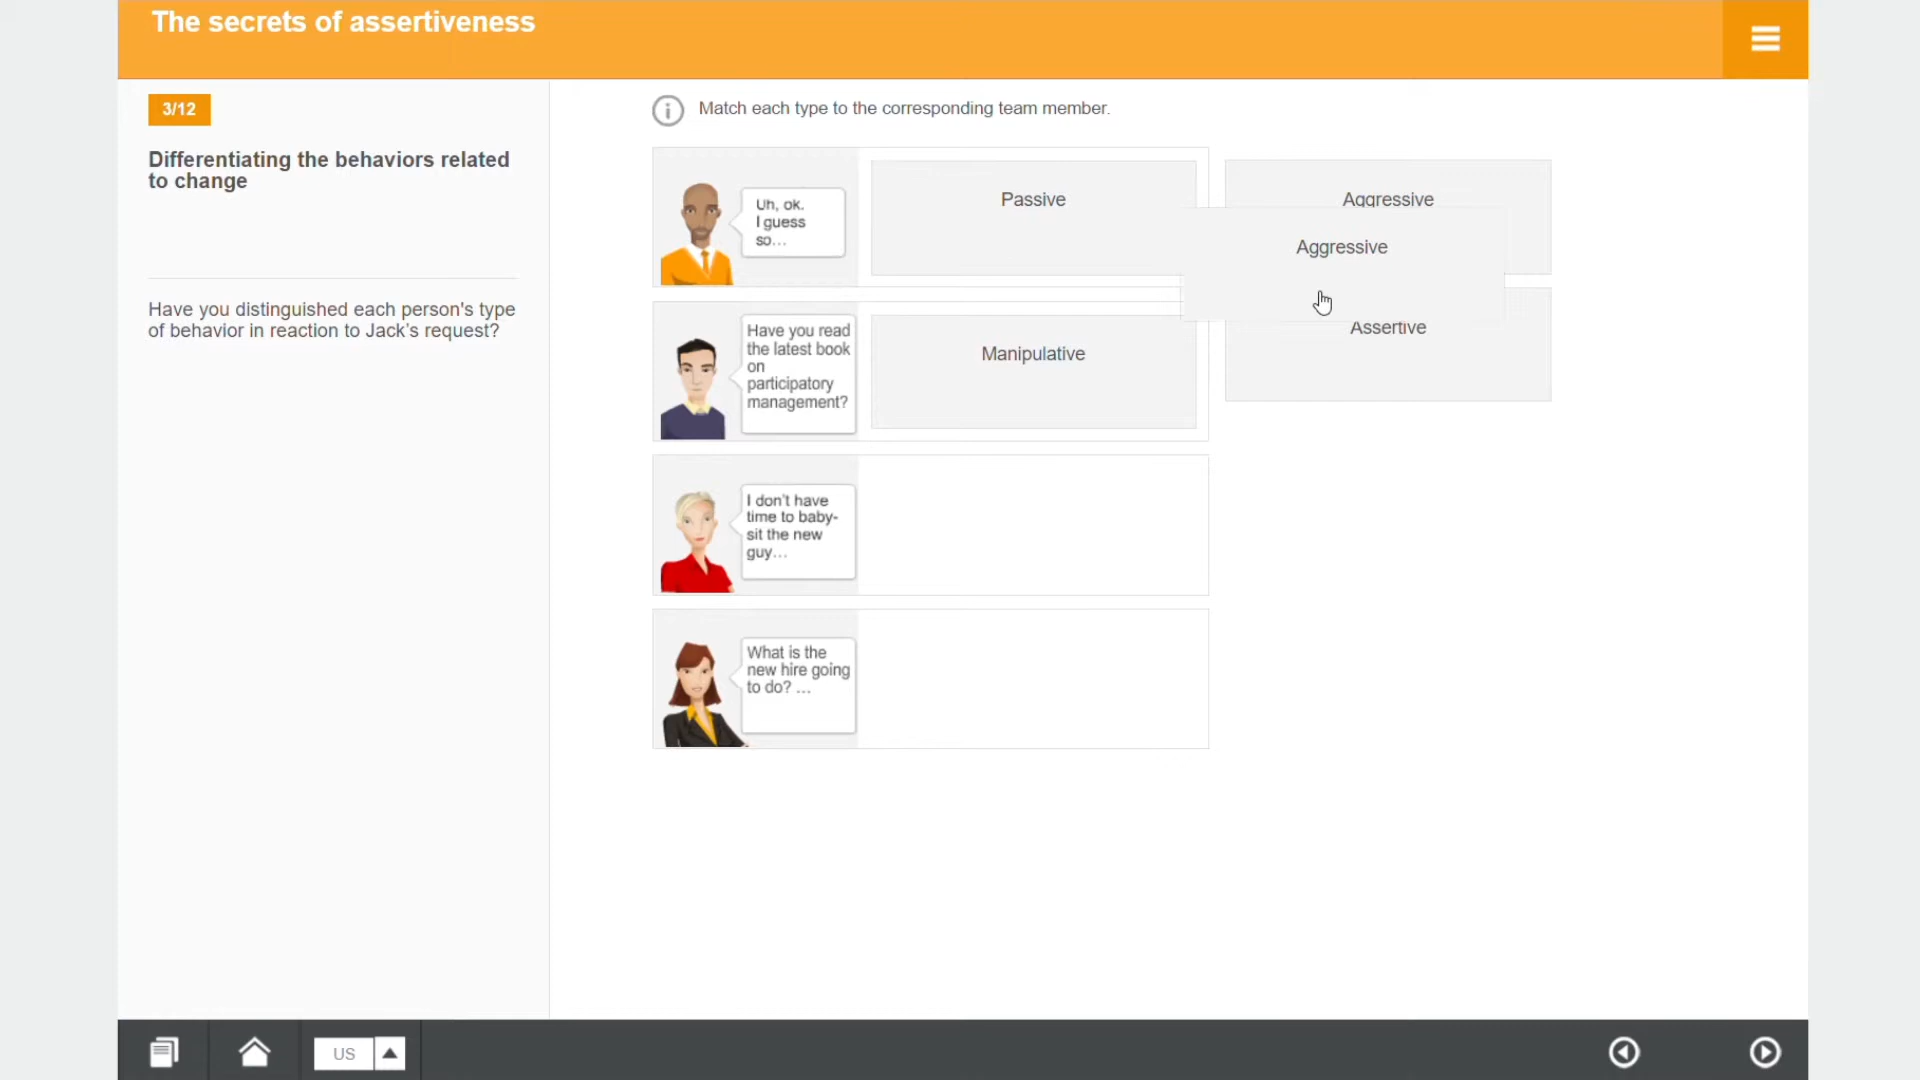 The secrets of assertiveness
3/12
Differentiating the behaviors related
to change
Have you distinguished each person's type
of behavior in reaction to Jack's request?
Match each type to the corresponding team member.
Uh, ok.
I guess
so...
Passive
Aggressive
Aggressive
Have you read
the latest book
on
participatory
management?
Manipulative
Assertive
I don't have
time to baby-
sit the new
guy...
What is the
new hire going
to do? ...
US